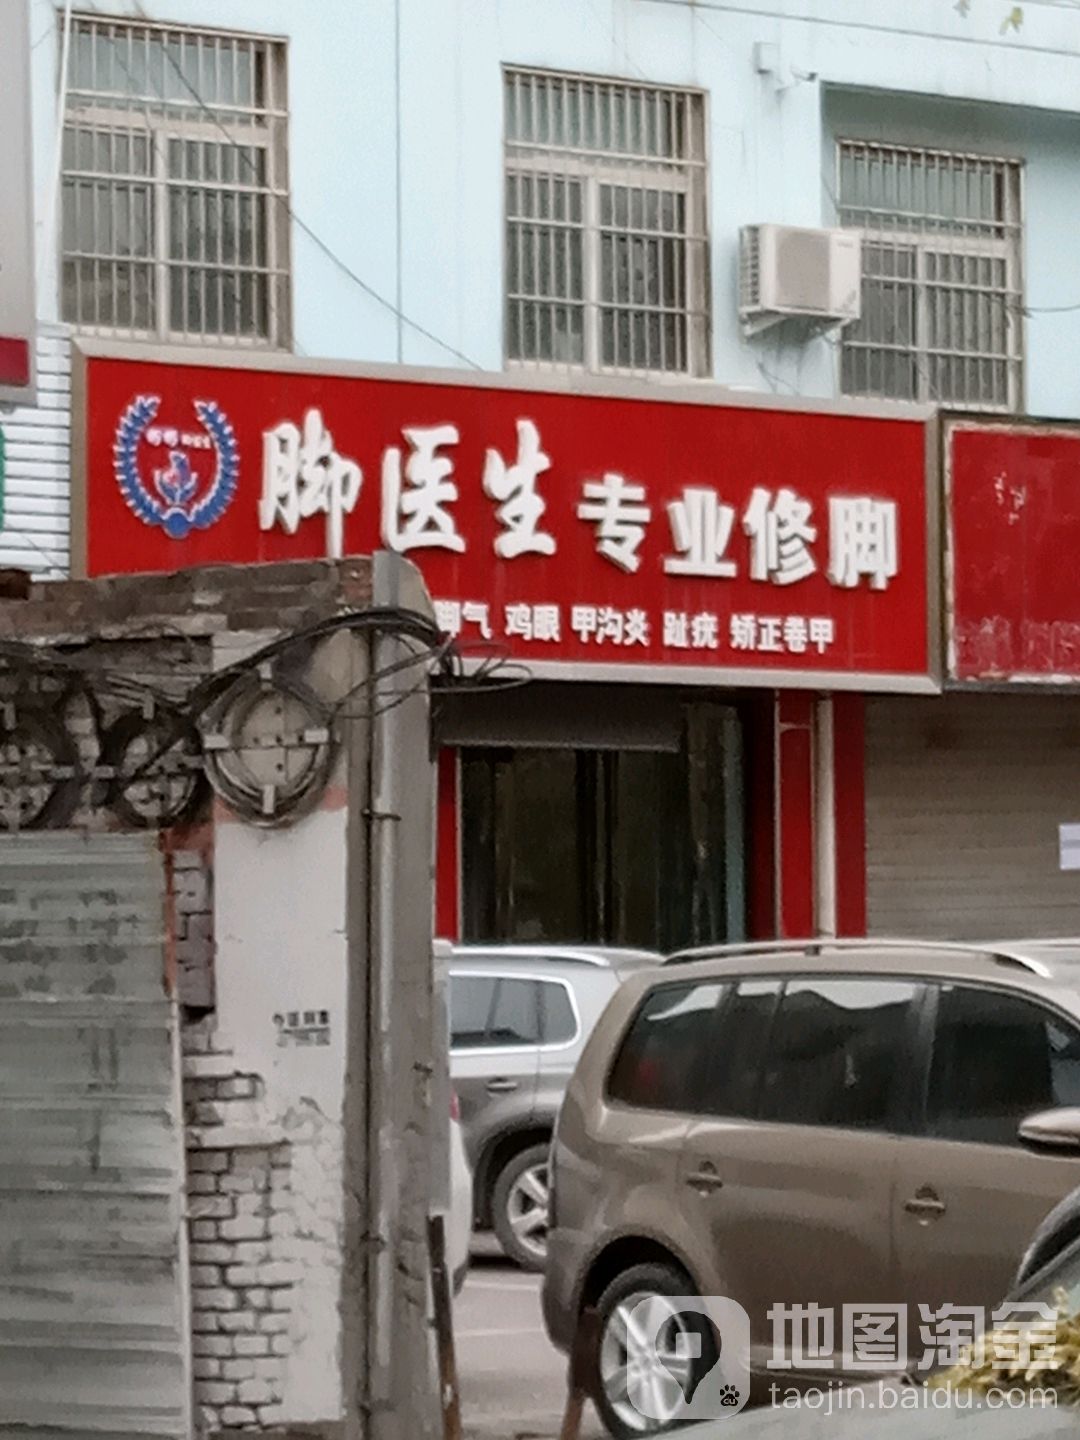 脚医生 专业修脚
脚气 鸡眼 甲沟炎 趾疣 矫正卷甲
地图淘金
taojin.baidu.com